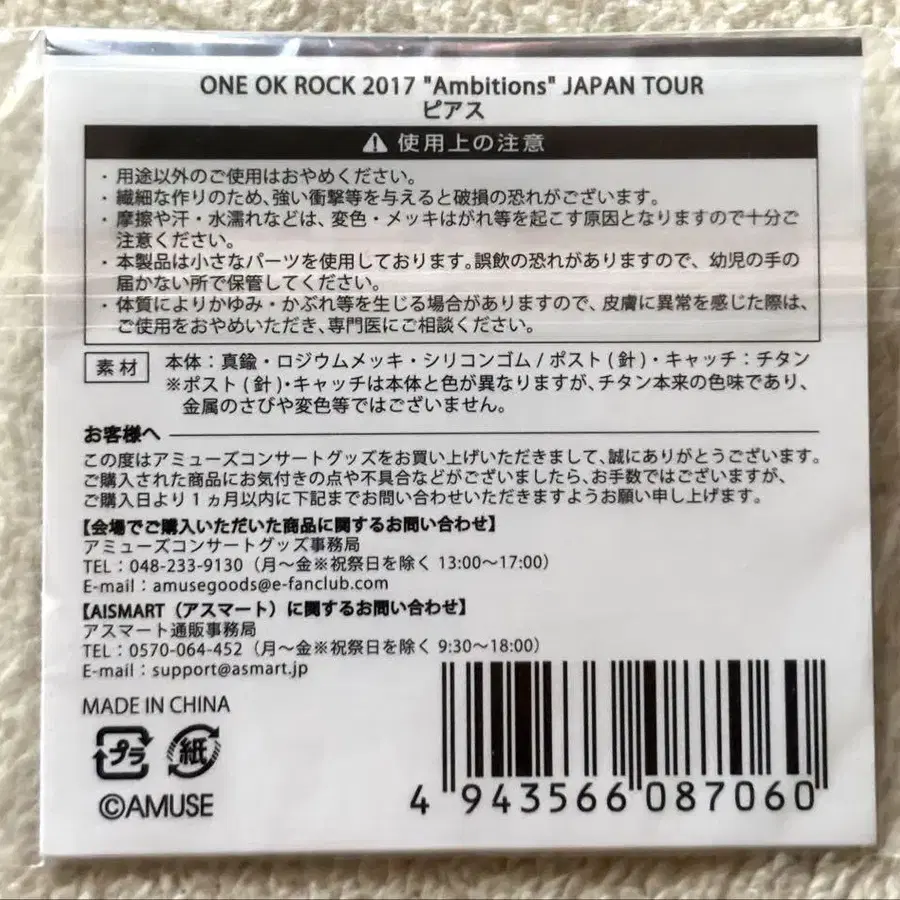 ONE OK ROCK 2017 "Ambitions" JAPAN TOUR
ピアス
使用上の注意
・用途以外のご使用はおやめください。
・繊細な作りのため、強い衝撃等を与えると破損の恐れがございます。
・摩擦や汗・水濡れなどは、変色・メッキはがれ等を起こす原因となりますので十分ご
注意ください。
・本製品は小さなパーツを使用しております。誤飲の恐れがありますので、幼児の手の
届かない所で保管してください。
・体質によりかゆみ・かぶれ等を生じる場合がありますので、皮膚に異常を感じた際は、
ご使用をおやめいただき、専門医にご相談ください。
素材 本体：真鍮・ロジウムメッキ・シリコンゴム / ポスト(針)・キャッチ：チタン
※ポスト(針)・キャッチは本体と色が異なりますが、チタン本来の色味であり、
金属のさびや変色等ではございません。
お客様へ
この度はアミューズコンサートグッズをお買い上げいただきまして、誠にありがとうございます。
ご購入された商品にお気付きの点や不具合などがございましたら、お手数ではございますが、
ご購入日より1ヵ月以内に下記までお問い合わせいただきますようお願い申し上げます。
【会場でご購入いただいた商品に関するお問い合わせ】
アミューズコンサートグッズ事務局
TEL：048-233-9130（月～金※祝祭日を除く 13:00～17:00）
E-mail：amusegoods@e-fanclub.com
【AISMART（アスマート）に関するお問い合わせ】
アスマート通販事務局
TEL：0570-064-452（月～金※祝祭日を除く 9:30～18:00）
E-mail：support@asmart.jp
MADE IN CHINA
プラ 紙
©AMUSE
4 943566 087060